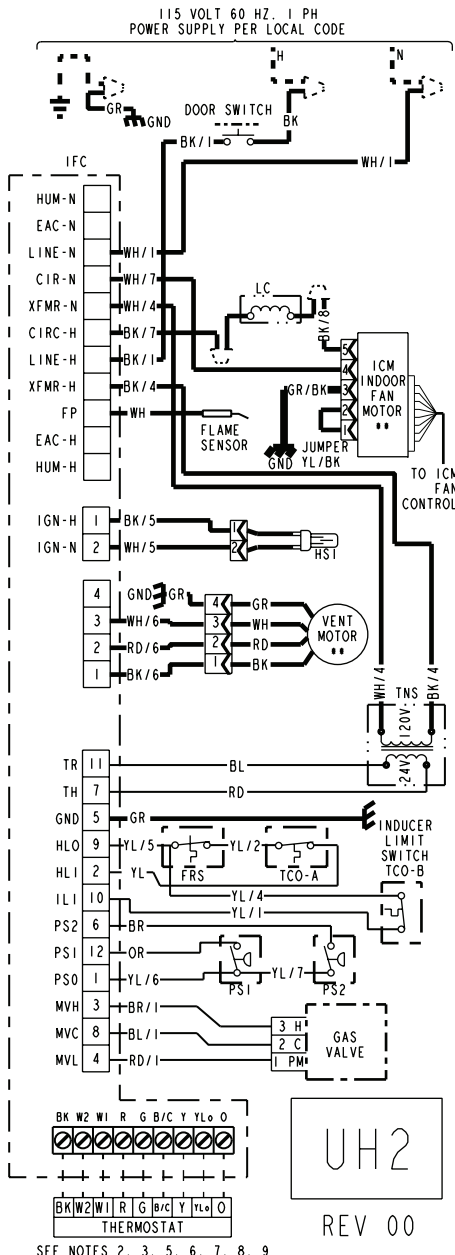 115 VOLT 60 HZ. 1 PH
POWER SUPPLY PER LOCAL CODE
H
N
GR
GND
DOOR SWITCH
BK
BK/1
WH/1
IFC
HUM-N
EAC-N
LINE-N WH/1
CIR-N WH/7
XFMR-N WH/4
CIRC-H BK/7
LINE-H BK/1
XFMR-H BK/4
FP WH
EAC-H
HUM-H
LC
BK/8
5
4
3
2
1
ICM
INDOOR
FAN
MOTOR
GR/BK
GND
JUMPER
YL/BK
FLAME
SENSOR
TO ICM
FAN
CONTROL
IGN-H 1 BK/5 1
IGN-N 2 WH/5 2
HSI
4 GND GR 4 GR
3 WH/6 3 WH
2 RD/6 2 RD
1 BK/6 1 BK
VENT
MOTOR
WH/4
BK/4
TNS
120V
24V
TR 11 BL
TH 7 RD
GND 5 GR
HLO 9 YL/5 YL/2
HLI 2 YL
FRS
TCO-A
INDUCER
LIMIT
SWITCH
TCO-B
YL/4
ILI 10 YL/1
PS2 6 BR
PS1 12 OR
PSO 1 YL/6 YL/7
PS1
PS2
MVH 3 BR/1 3 H
MVC 8 BL/1 2 C
MVL 4 RD/1 1 PM
GAS
VALVE
BK W2 W1 R G B/C Y YLo O
BK W2 W1 R G B/C Y YLo O
THERMOSTAT
SEE NOTES 2, 3, 5, 6, 7, 8, 9
UH2
REV 00